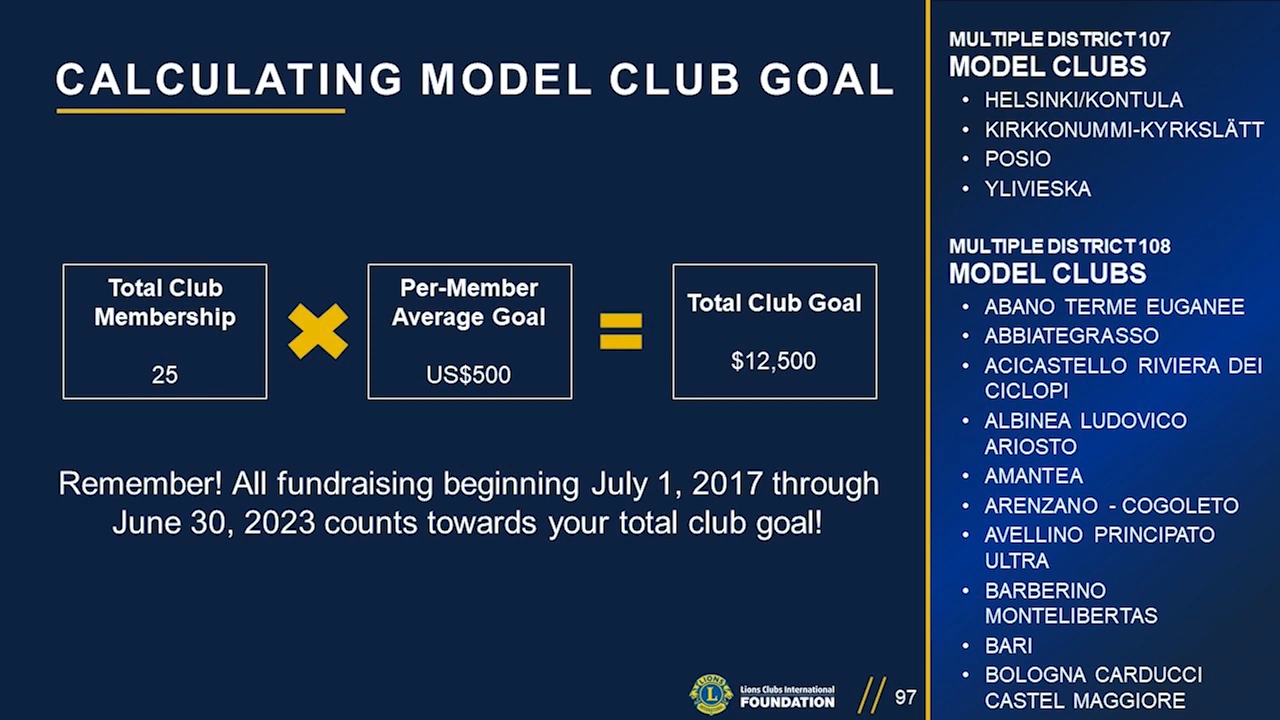 CALCULATING MODEL CLUB GOAL
Total Club
Membership
25
Per-Member
Average Goal
US$500
Total Club Goal
$12,500
Remember! All fundraising beginning July 1, 2017 through
June 30, 2023 counts towards your total club goal!
LIONS
L
Lions Clubs International
FOUNDATION
97
MULTIPLE DISTRICT 107
MODEL CLUBS
• HELSINKI/KONTULA
• KIRKKONUMMI-KYRKSLÄTT
• POSIO
• YLIVIESKA
MULTIPLE DISTRICT 108
MODEL CLUBS
• ABANO TERME EUGANEE
• ABBIATEGRASSO
• ACICASTELLO RIVIERA DEI
CICLOPI
• ALBINEA LUDOVICO
ARIOSTO
• AMANTEA
• ARENZANO - COGOLETO
• AVELLINO PRINCIPATO
ULTRA
• BARBERINO
MONTELIBERTAS
• BARI
• BOLOGNA CARDUCCI
CASTEL MAGGIORE